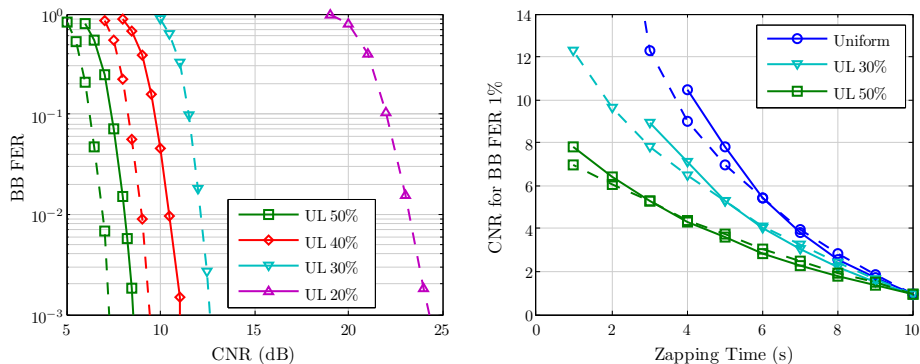 10^0
10^-1
10^-2
10^-3
BB FER
5 10 15 20 25
CNR (dB)
UL 50%
UL 40%
UL 30%
UL 20%
14
12
10
8
6
4
2
0
CNR for BB FER 1%
0 2 4 6 8 10
Zapping Time (s)
Uniform
UL 30%
UL 50%